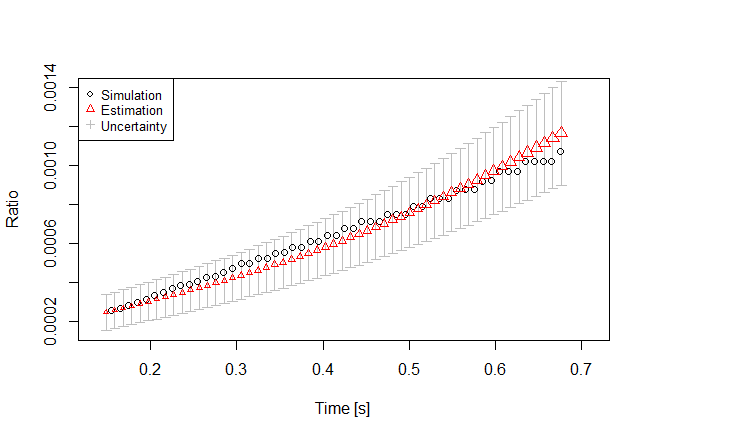 Simulation
Estimation
Uncertainty
0.0014
0.0010
0.0006
0.0002
Ratio
0.2 0.3 0.4 0.5 0.6 0.7
Time [s]